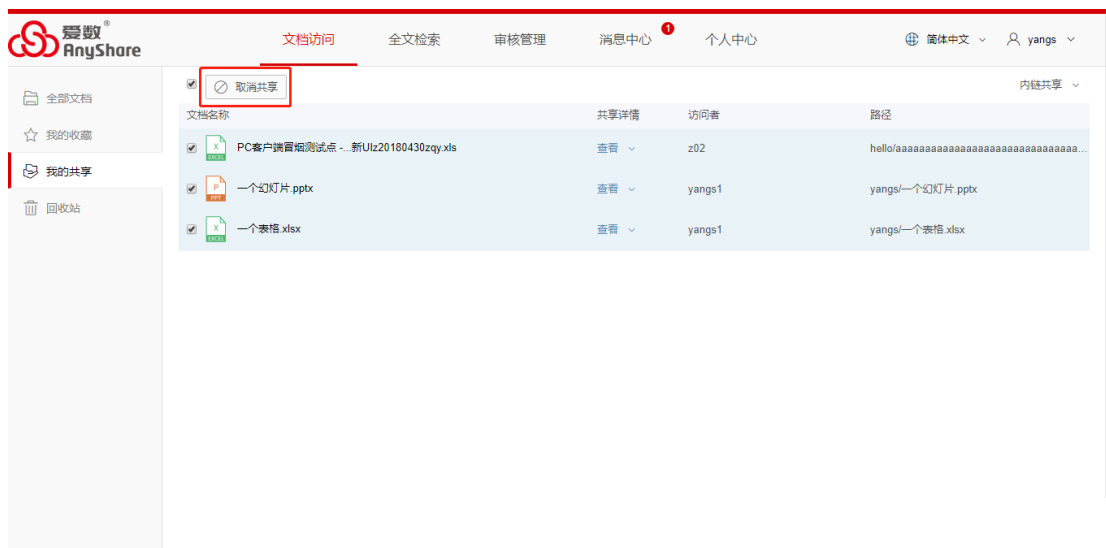 爱数®
AnyShare
文档访问 全文检索 审核管理 消息中心 1 个人中心 简体中文 yangs
全部文档
我的收藏
我的共享
回收站
取消共享 内链共享
文档名称 共享详情 访问者 路径
X EXCEL PC客户端冒烟测试点 -...新UIz20180430zqy.xls 查看 z02 hello/aaaaaaaaaaaaaaaaaaaaaaaaaaaaaaaa...
P PPT 一个幻灯片.pptx 查看 yangs1 yangs/一个幻灯片.pptx
X EXCEL 一个表格.xlsx 查看 yangs1 yangs/一个表格.xlsx